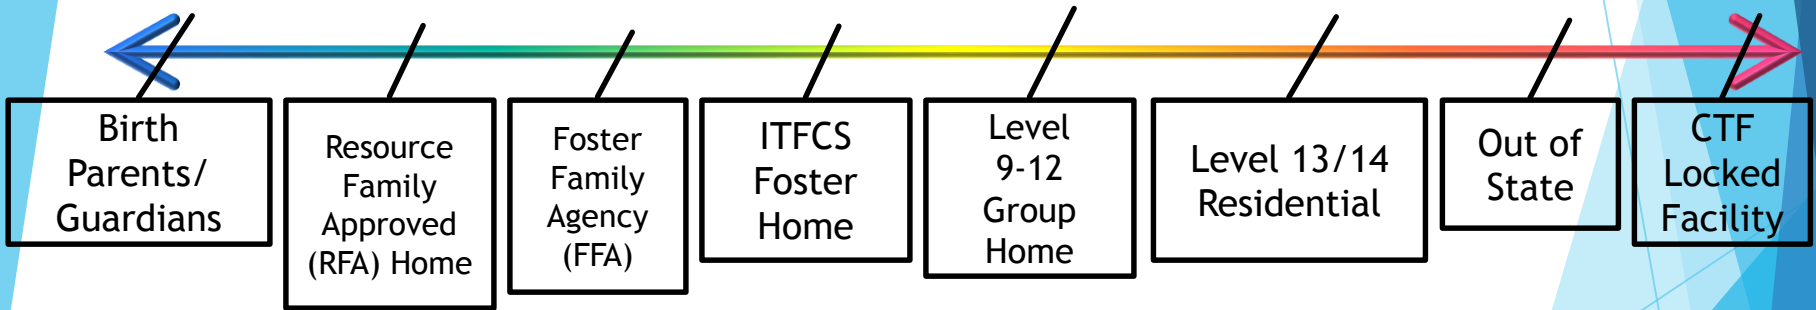 Birth
Parents/
Guardians
Resource
Family
Approved
(RFA) Home
Foster
Family
Agency
(FFA)
ITFCS
Foster
Home
Level
9-12
Group
Home
Level 13/14
Residential
Out of
State
CTF
Locked
Facility